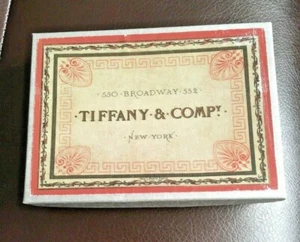 · 550 · BROADWAY · 552 ·
· TIFFANY & COMPY ·
· NEW · YORK ·